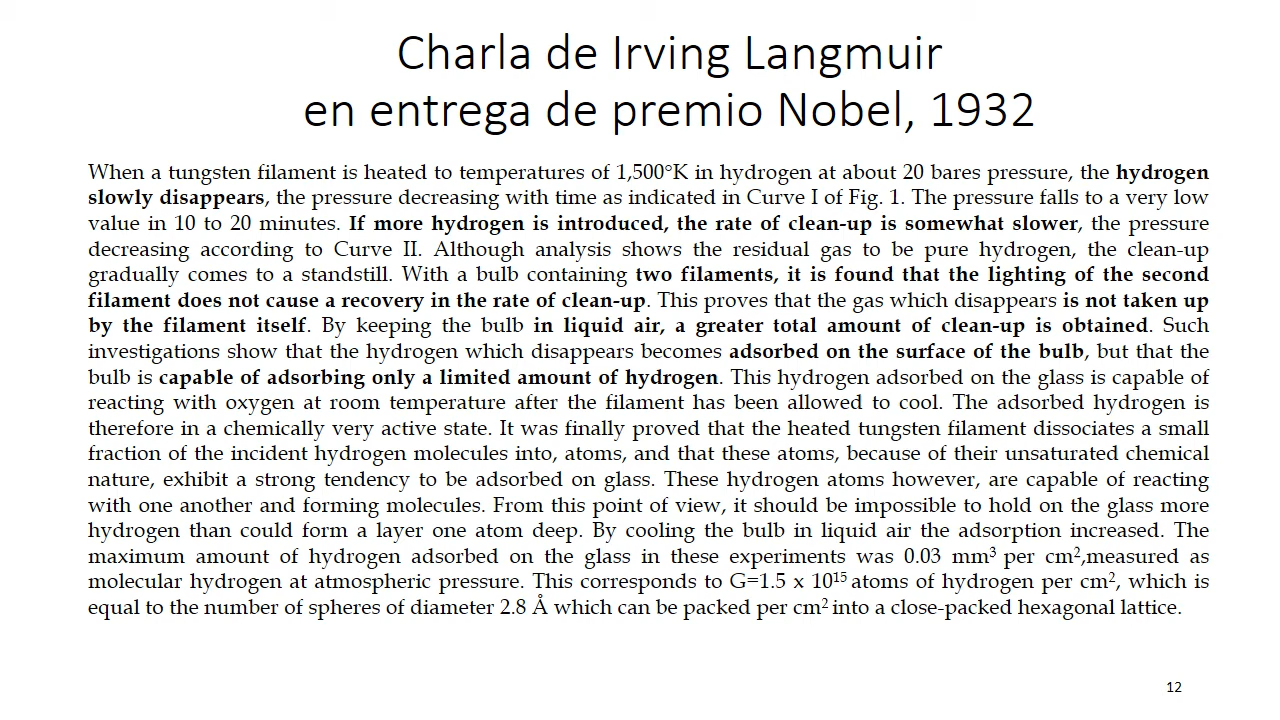 Charla de Irving Langmuir
en entrega de premio Nobel, 1932
When a tungsten filament is heated to temperatures of 1,500°K in hydrogen at about 20 bares pressure, the hydrogen
slowly disappears, the pressure decreasing with time as indicated in Curve I of Fig. 1. The pressure falls to a very low
value in 10 to 20 minutes. If more hydrogen is introduced, the rate of clean-up is somewhat slower, the pressure
decreasing according to Curve II. Although analysis shows the residual gas to be pure hydrogen, the clean-up
gradually comes to a standstill. With a bulb containing two filaments, it is found that the lighting of the second
filament does not cause a recovery in the rate of clean-up. This proves that the gas which disappears is not taken up
by the filament itself. By keeping the bulb in liquid air, a greater total amount of clean-up is obtained. Such
investigations show that the hydrogen which disappears becomes adsorbed on the surface of the bulb, but that the
bulb is capable of adsorbing only a limited amount of hydrogen. This hydrogen adsorbed on the glass is capable of
reacting with oxygen at room temperature after the filament has been allowed to cool. The adsorbed hydrogen is
therefore in a chemically very active state. It was finally proved that the heated tungsten filament dissociates a small
fraction of the incident hydrogen molecules into, atoms, and that these atoms, because of their unsaturated chemical
nature, exhibit a strong tendency to be adsorbed on glass. These hydrogen atoms however, are capable of reacting
with one another and forming molecules. From this point of view, it should be impossible to hold on the glass more
hydrogen than could form a layer one atom deep. By cooling the bulb in liquid air the adsorption increased. The
maximum amount of hydrogen adsorbed on the glass in these experiments was 0.03 mm³ per cm²,measured as
molecular hydrogen at atmospheric pressure. This corresponds to G=1.5 x 10¹⁵ atoms of hydrogen per cm², which is
equal to the number of spheres of diameter 2.8 Å which can be packed per cm² into a close-packed hexagonal lattice.
12